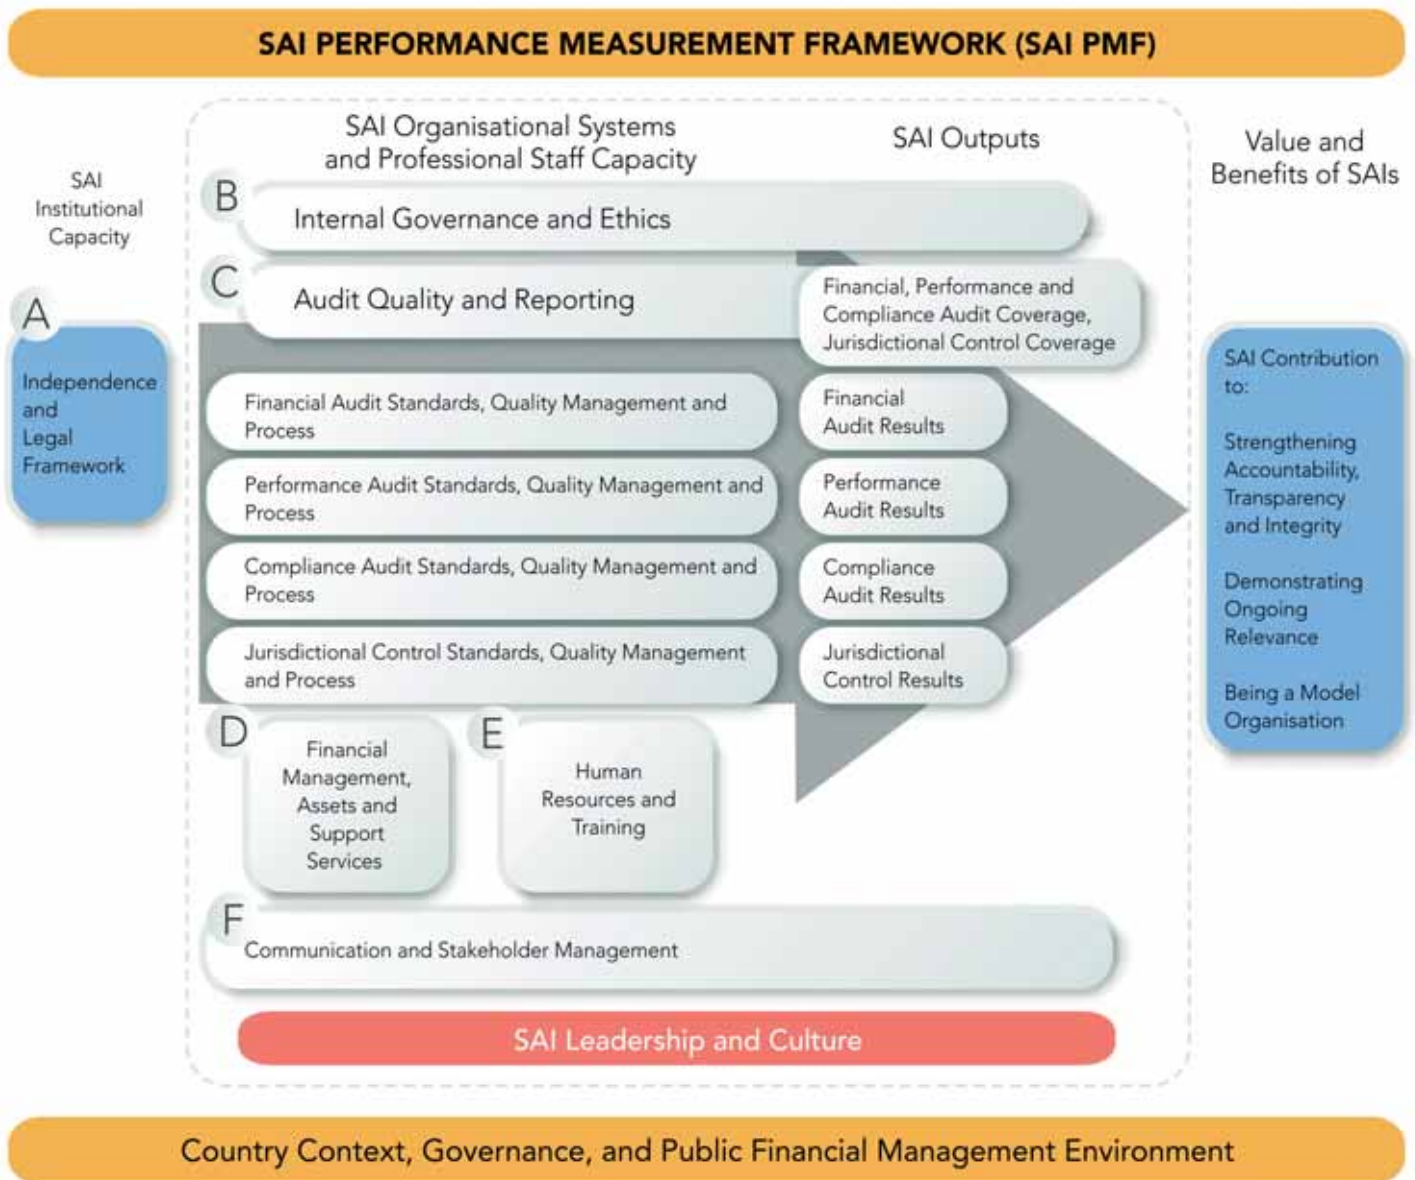 SAI PERFORMANCE MEASUREMENT FRAMEWORK (SAI PMF)
SAI
Institutional
Capacity
A
Independence
and
Legal
Framework
SAI Organisational Systems
and Professional Staff Capacity
SAI Outputs
B
Internal Governance and Ethics
C
Audit Quality and Reporting
Financial, Performance and
Compliance Audit Coverage,
Jurisdictional Control Coverage
Financial Audit Standards, Quality Management and
Process
Financial
Audit Results
Performance Audit Standards, Quality Management and
Process
Performance
Audit Results
Compliance Audit Standards, Quality Management and
Process
Compliance
Audit Results
Jurisdictional Control Standards, Quality Management
and Process
Jurisdictional
Control Results
D
Financial
Management,
Assets and
Support
Services
E
Human
Resources and
Training
F
Communication and Stakeholder Management
SAI Leadership and Culture
Value and
Benefits of SAIs
SAI Contribution
to:
Strengthening
Accountability,
Transparency
and Integrity
Demonstrating
Ongoing
Relevance
Being a Model
Organisation
Country Context, Governance, and Public Financial Management Environment